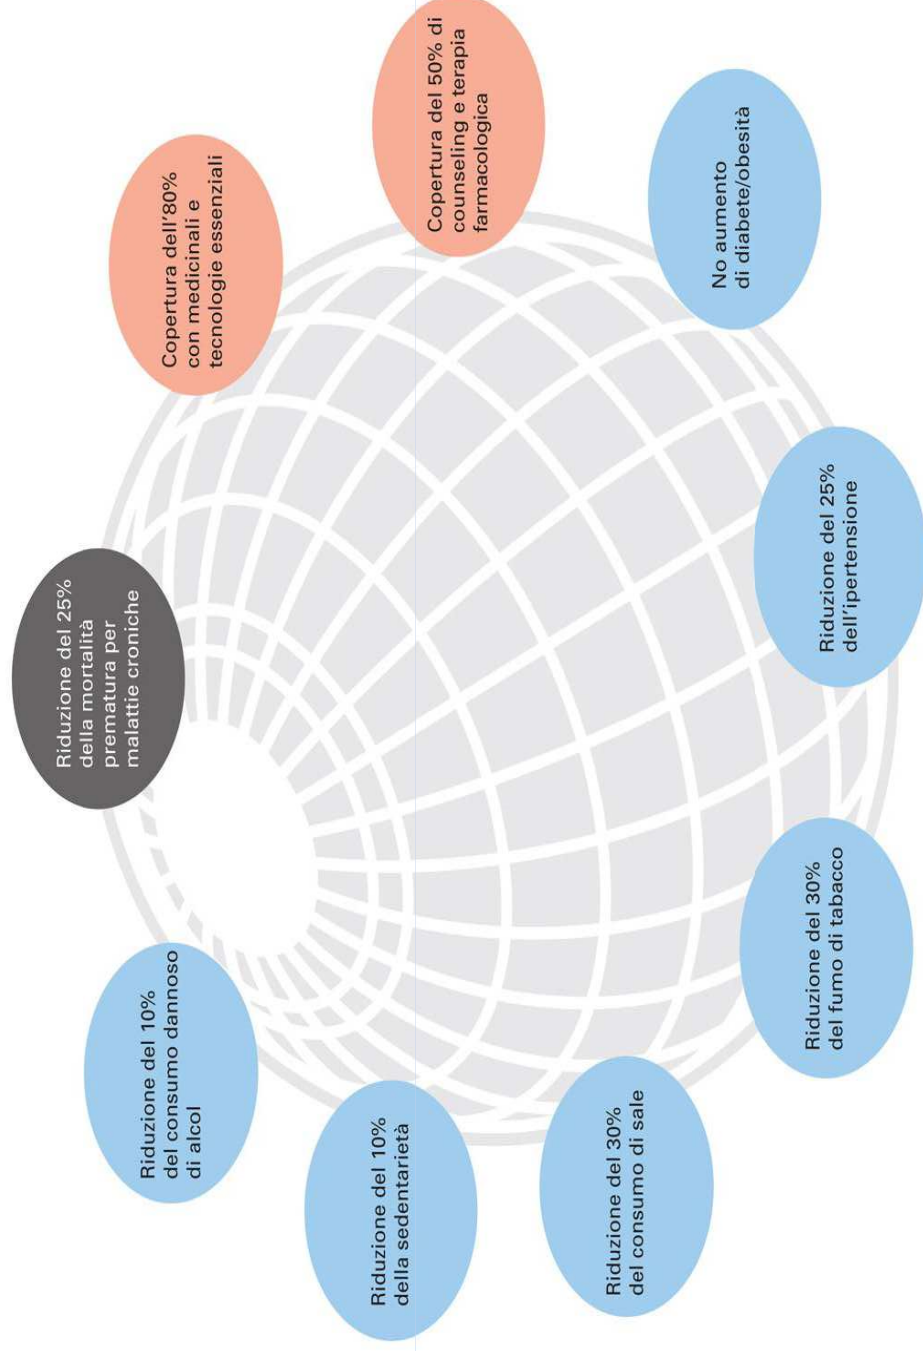 Riduzione del 25%
della mortalità
prematura per
malattie croniche
Copertura dell'80%
con medicinali e
tecnologie essenziali
Copertura del 50% di
counseling e terapia
farmacologica
No aumento
di diabete/obesità
Riduzione del 25%
dell'ipertensione
Riduzione del 30%
del fumo di tabacco
Riduzione del 30%
del consumo di sale
Riduzione del 10%
della sedentarietà
Riduzione del 10%
del consumo dannoso
di alcol